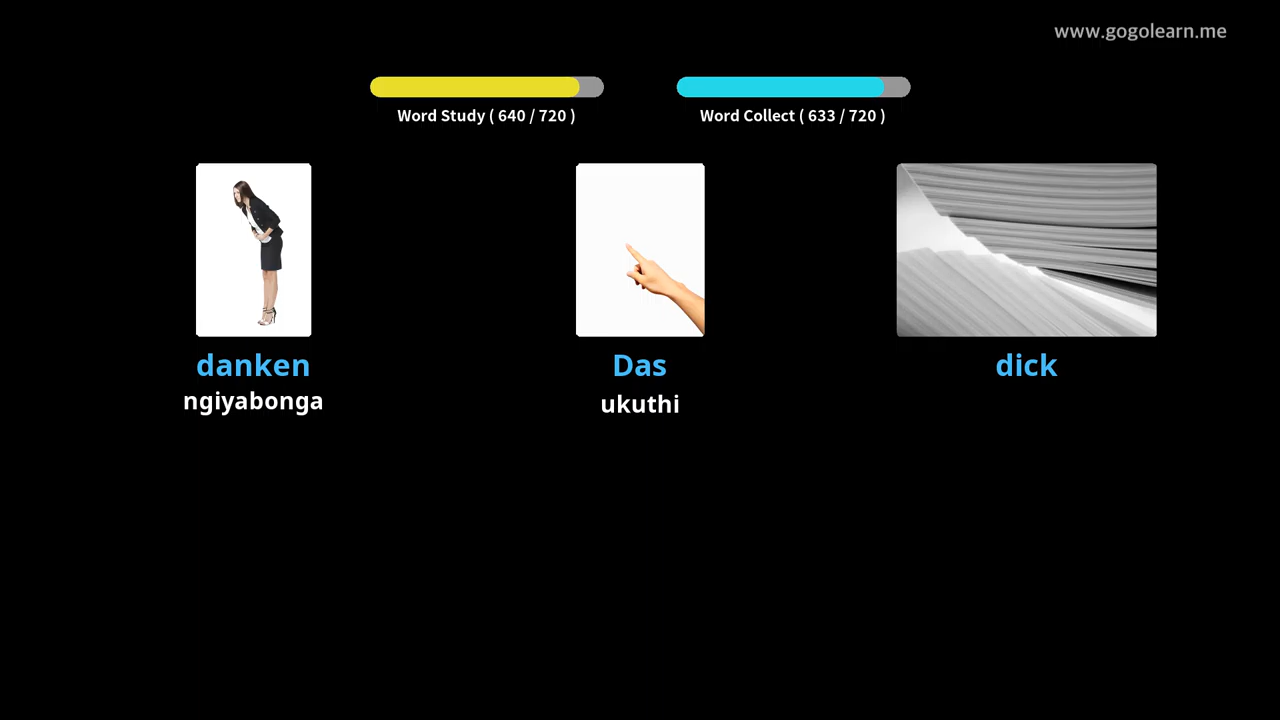 www.gogolearn.me
Word Study ( 640 / 720 )
Word Collect ( 633 / 720 )
danken
ngiyabonga
Das
ukuthi
dick